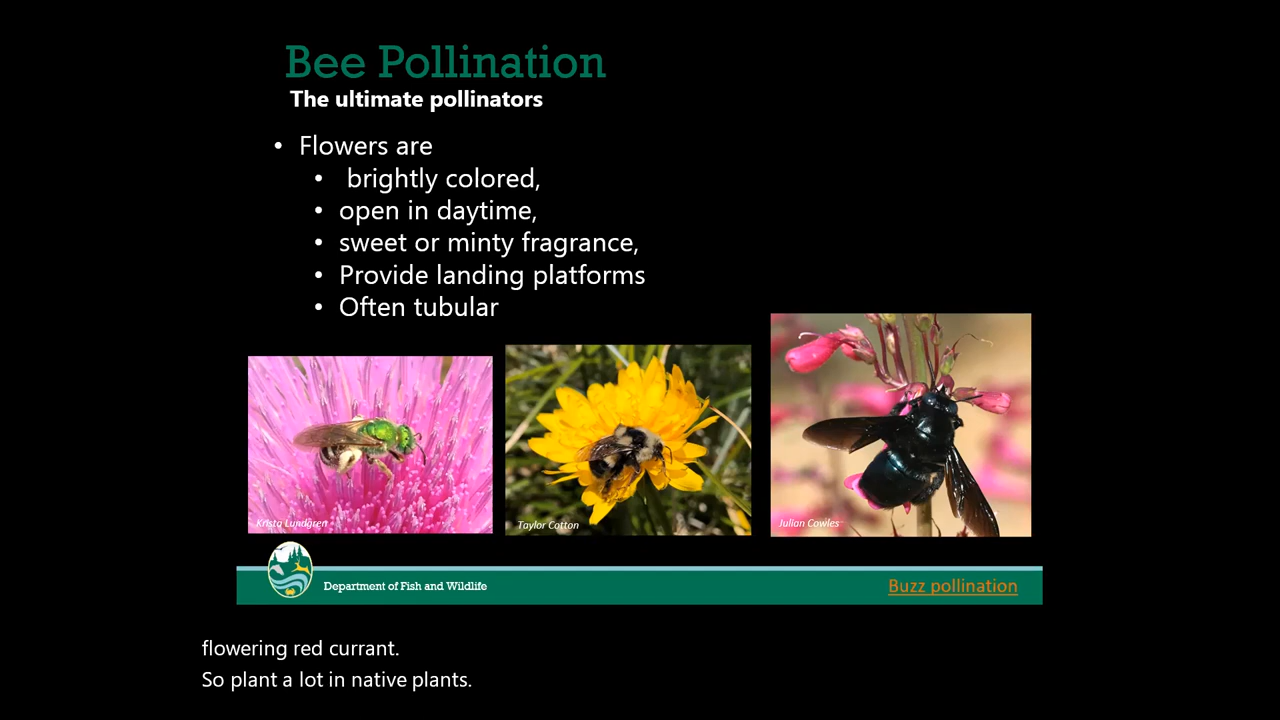 Bee Pollination
The ultimate pollinators
• Flowers are
• brightly colored,
• open in daytime,
• sweet or minty fragrance,
• Provide landing platforms
• Often tubular
Krista Lundgren
Taylor Cotton
Julian Cowles
Department of Fish and Wildlife
Buzz pollination
flowering red currant.
So plant a lot in native plants.